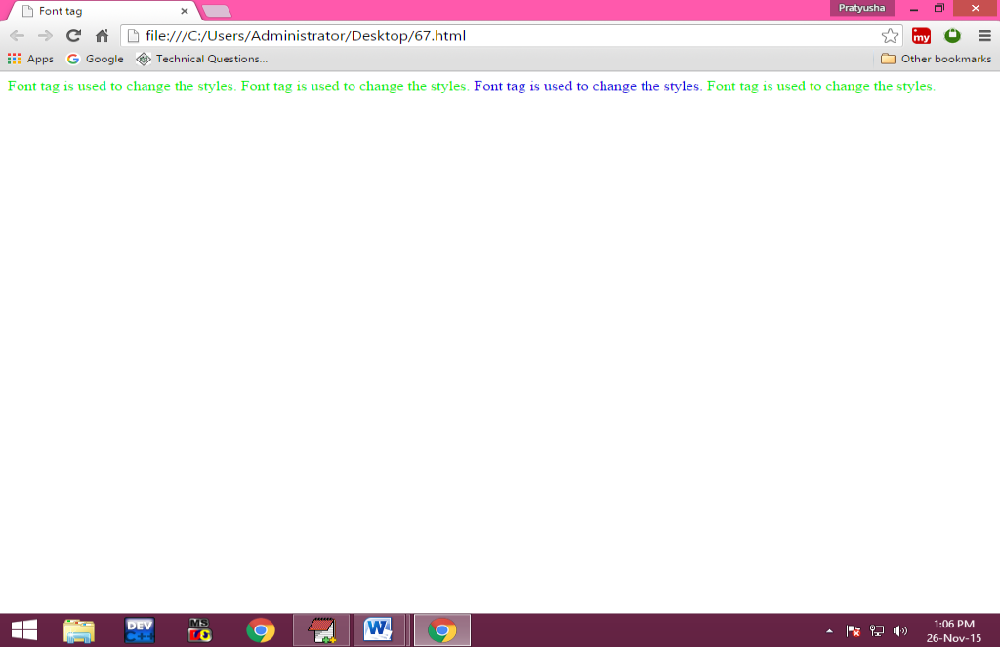 Font tag
Pratyusha
file:///C:/Users/Administrator/Desktop/67.html
my
Apps Google Technical Questions... Other bookmarks
Font tag is used to change the styles. Font tag is used to change the styles. Font tag is used to change the styles. Font tag is used to change the styles.
DEV C++
MS
W
1:06 PM
26-Nov-15